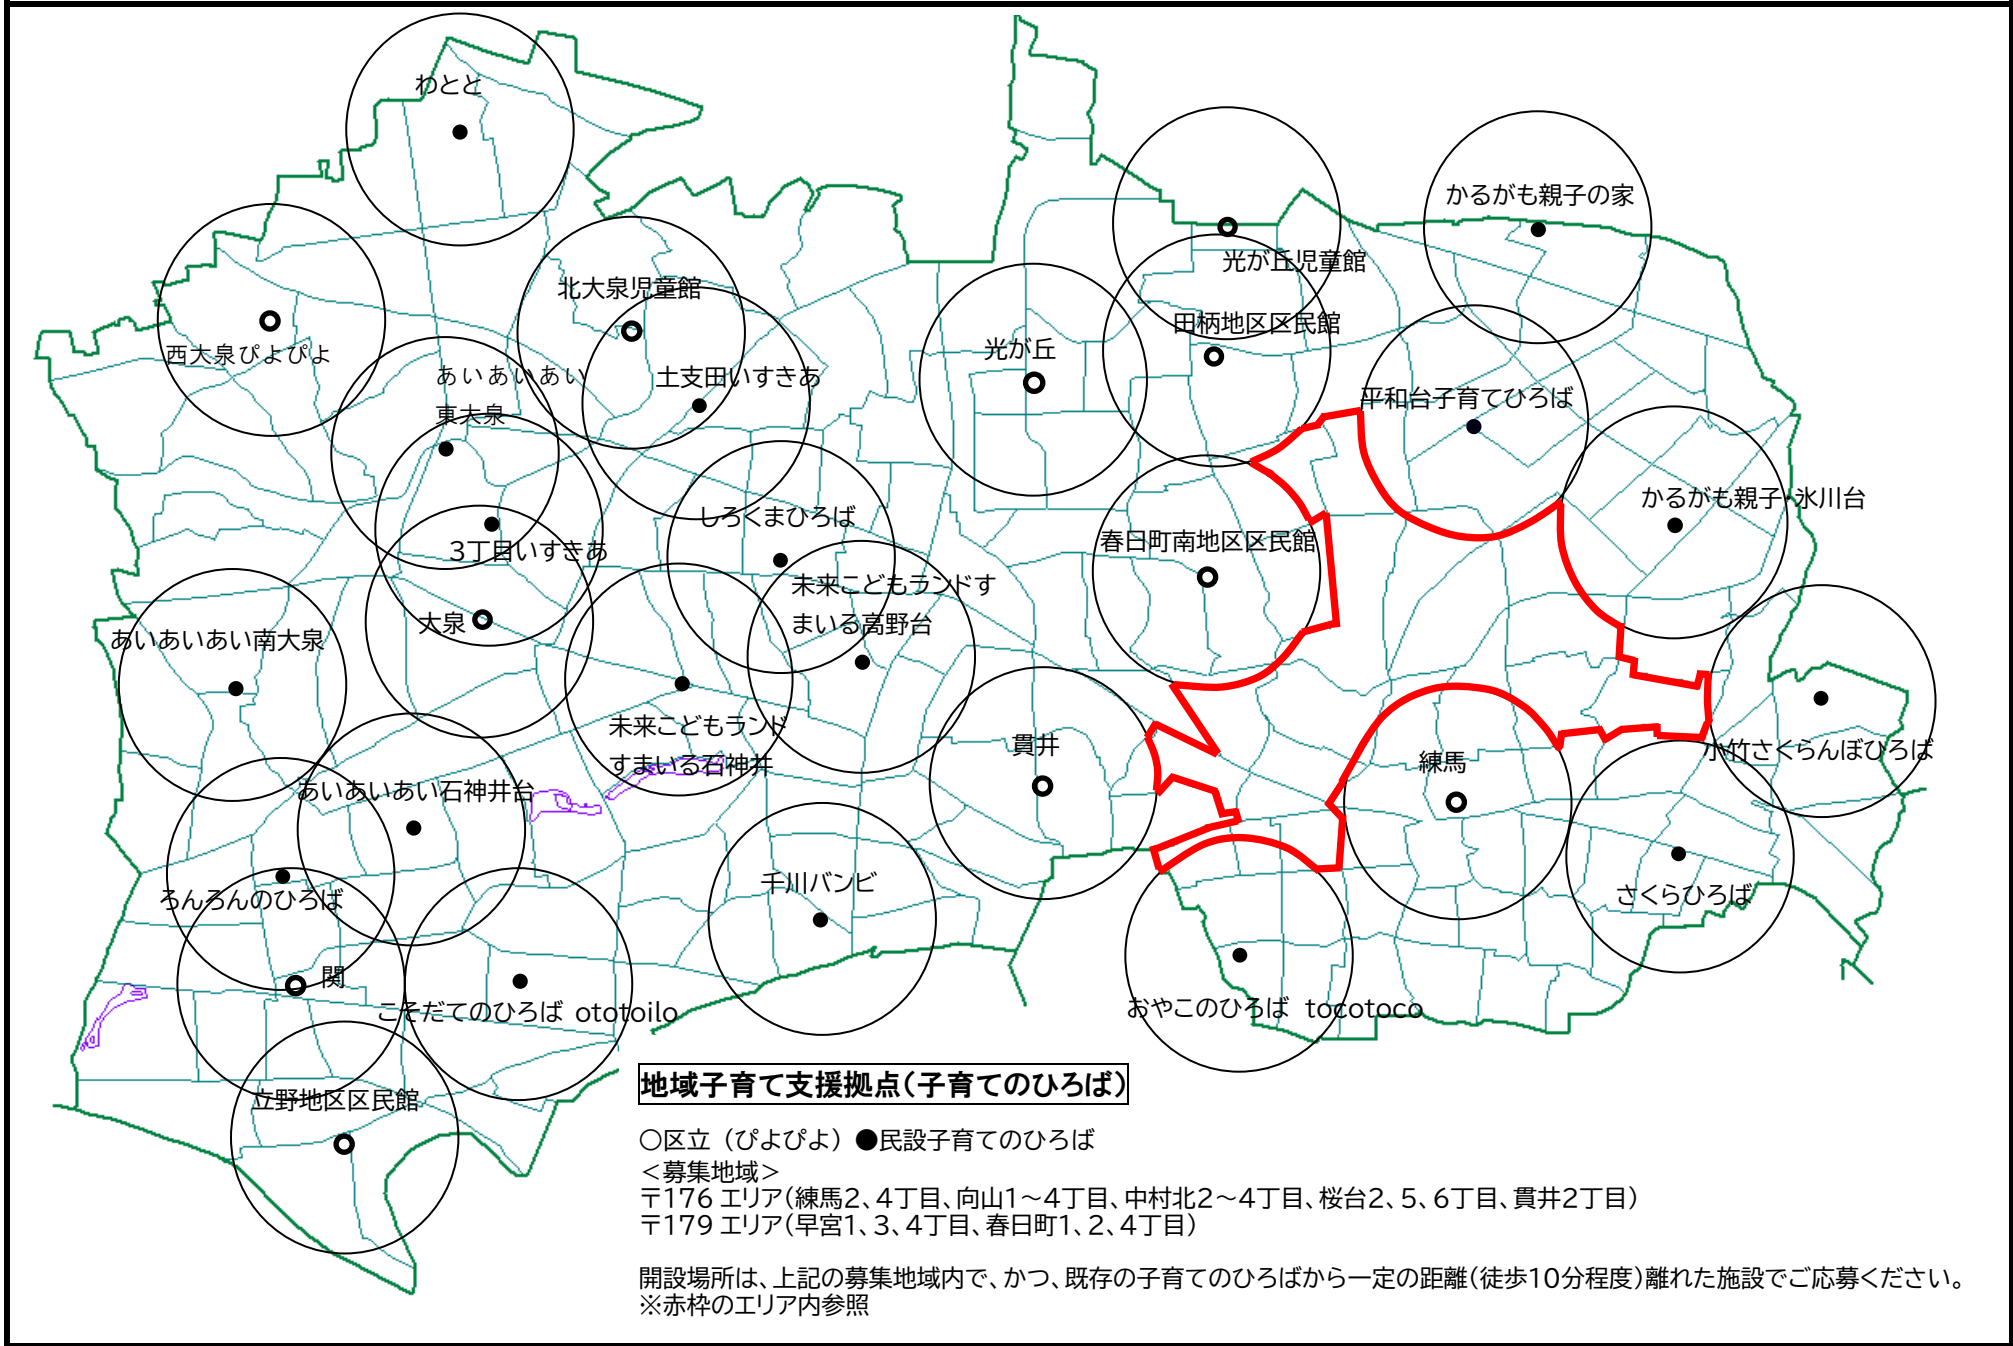 わとと
かるがも親子の家
光が丘児童館
北大泉児童館
田柄地区区民館
西大泉ぴよぴよ
光が丘
あいあいあい
東大泉
土支田いすきあ
平和台子育てひろば
かるがも親子・氷川台
しろくまひろば
3丁目いすきあ
春日町南地区区民館
未来こどもランドす
まいる高野台
大泉
あいあいあい南大泉
未来こどもランド
すまいる石神井
貫井
練馬
小竹さくらんぼひろば
あいあいあい石神井台
千川バンビ
さくらひろば
ろんろんのひろば
関
こそだてのひろば ototoilo
おやこのひろば tocotoco
立野地区区民館
地域子育て支援拠点(子育てのひろば)
○区立(ぴよぴよ) ●民設子育てのひろば
<募集地域>
〒176 エリア(練馬2、4丁目、向山1~4丁目、中村北2~4丁目、桜台2、5、6丁目、貫井2丁目)
〒179 エリア(早宮1、3、4丁目、春日町1、2、4丁目)
開設場所は、上記の募集地域内で、かつ、既存の子育てのひろばから一定の距離(徒歩10分程度)離れた施設でご応募ください。
※赤枠のエリア内参照